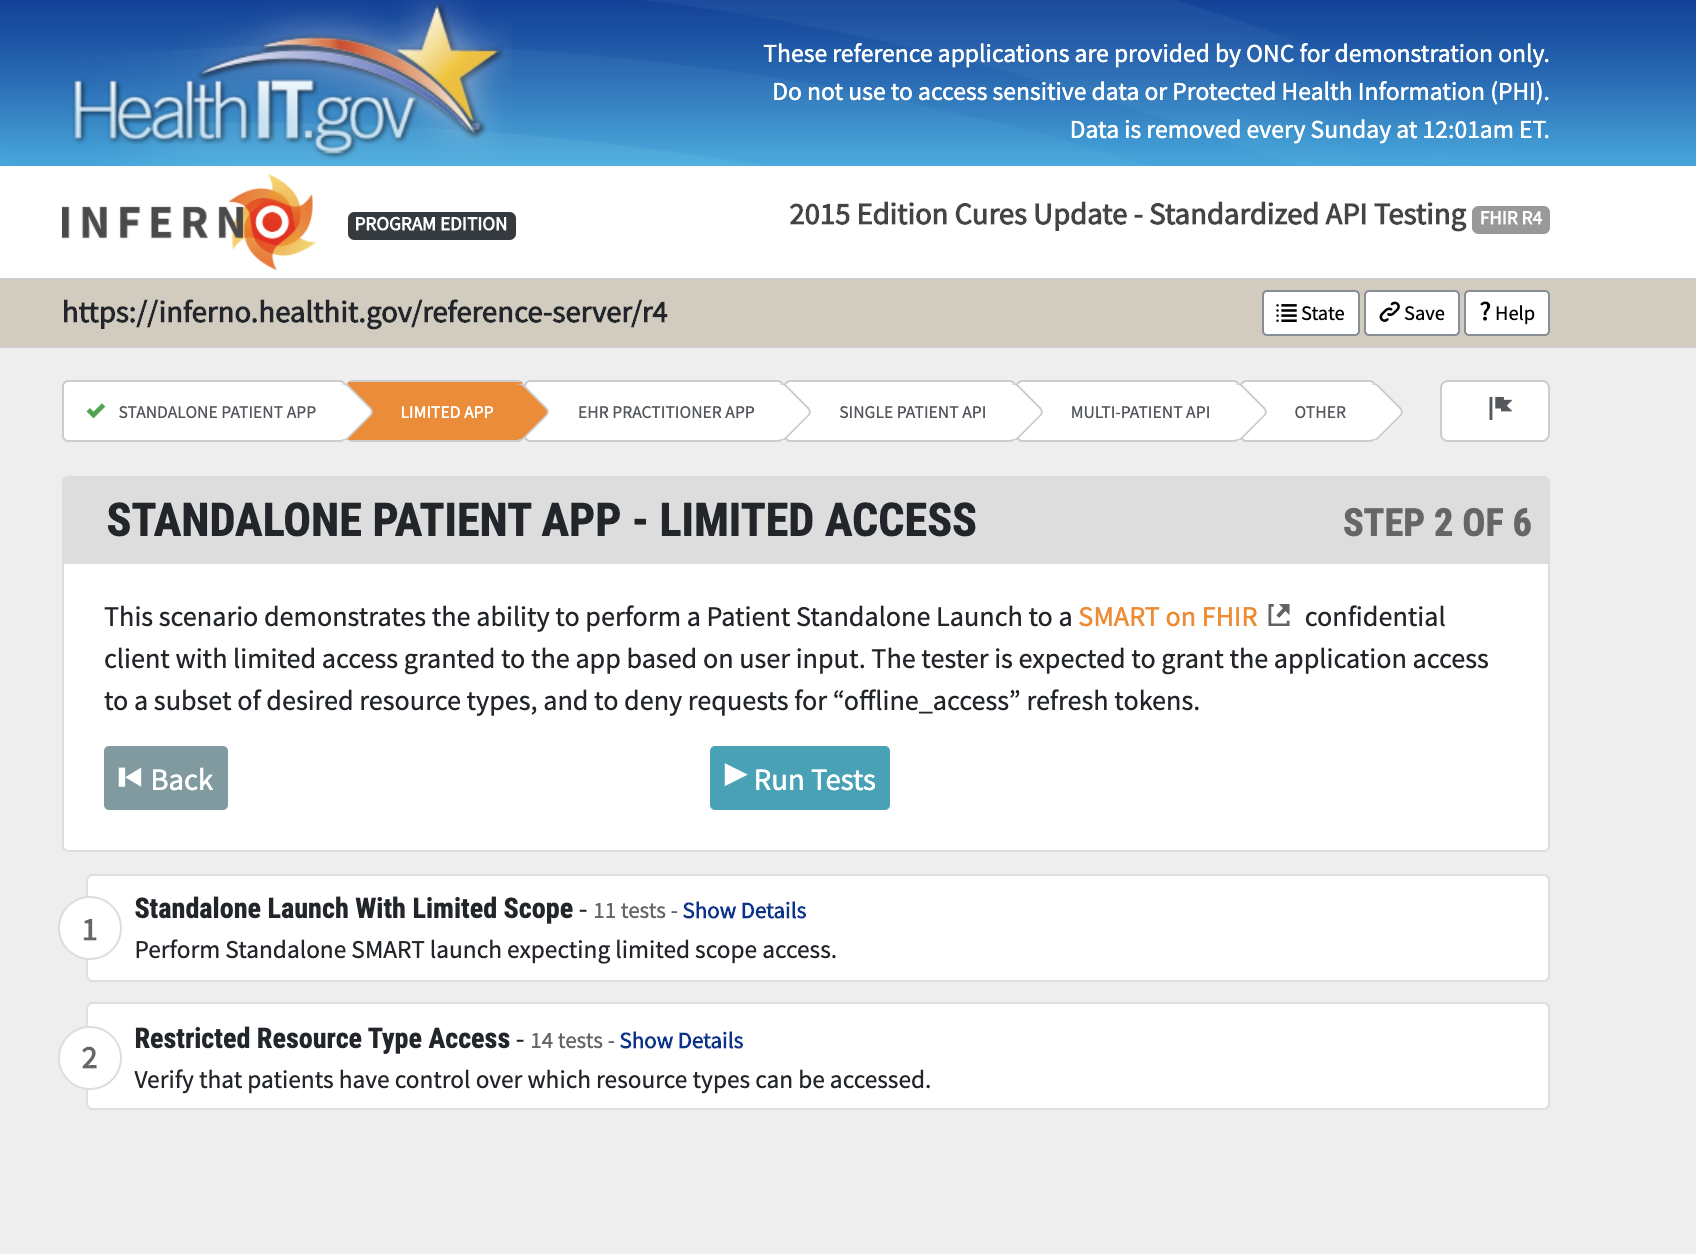 HealthIT.gov
These reference applications are provided by ONC for demonstration only.
Do not use to access sensitive data or Protected Health Information (PHI).
Data is removed every Sunday at 12:01am ET.
INFERNO
PROGRAM EDITION
2015 Edition Cures Update - Standardized API Testing FHIR R4
https://inferno.healthit.gov/reference-server/r4
State
Save
? Help
STANDALONE PATIENT APP
LIMITED APP
EHR PRACTITIONER APP
SINGLE PATIENT API
MULTI-PATIENT API
OTHER
STANDALONE PATIENT APP - LIMITED ACCESS
STEP 2 OF 6
This scenario demonstrates the ability to perform a Patient Standalone Launch to a SMART on FHIR confidential
client with limited access granted to the app based on user input. The tester is expected to grant the application access
to a subset of desired resource types, and to deny requests for “offline_access” refresh tokens.
Back
Run Tests
1
Standalone Launch With Limited Scope - 11 tests - Show Details
Perform Standalone SMART launch expecting limited scope access.
2
Restricted Resource Type Access - 14 tests - Show Details
Verify that patients have control over which resource types can be accessed.